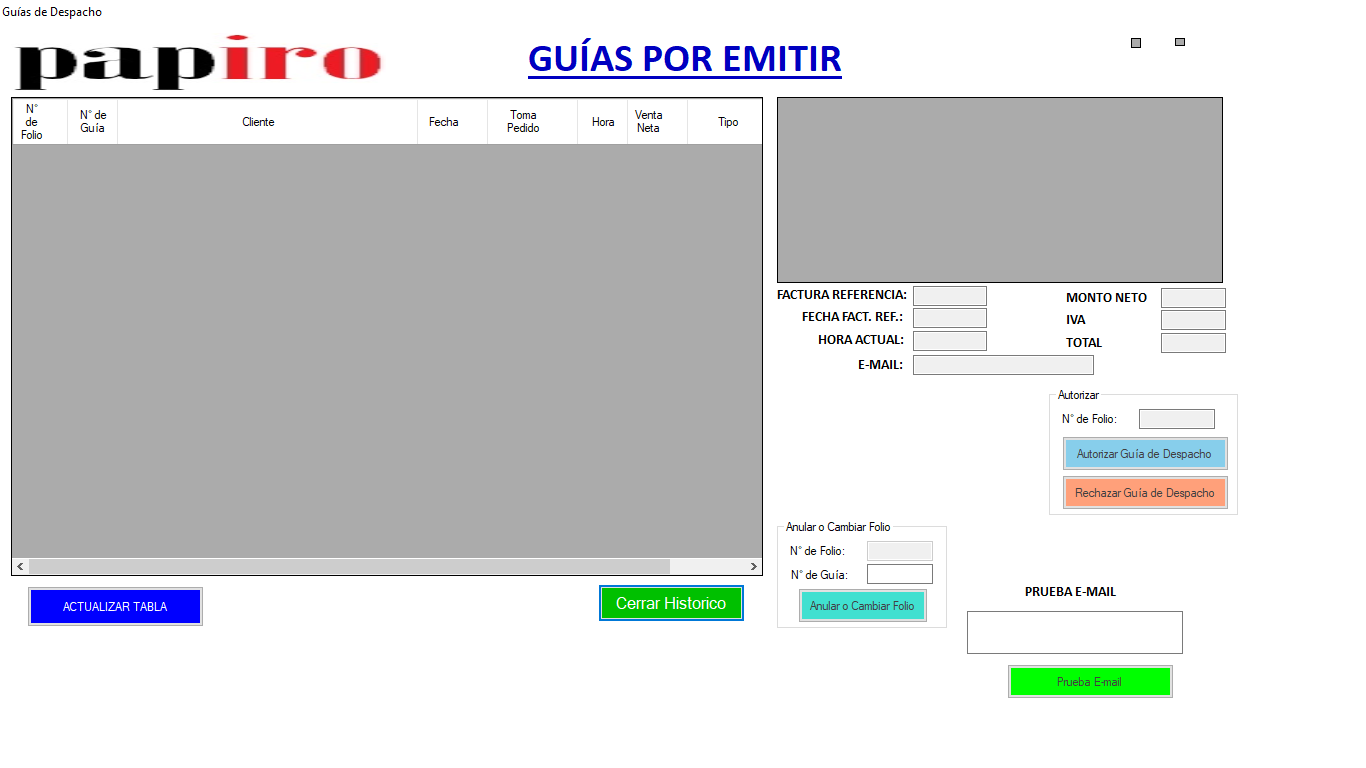 Guías de Despacho
papiro
GUÍAS POR EMITIR
N°
de
Folio
N° de
Guía
Cliente
Fecha
Toma
Pedido
Hora
Venta
Neta
Tipo
FACTURA REFERENCIA:
FECHA FACT. REF.:
HORA ACTUAL:
E-MAIL:
MONTO NETO
IVA
TOTAL
Autorizar
N° de Folio:
Autorizar Guía de Despacho
Rechazar Guía de Despacho
Anular o Cambiar Folio
N° de Folio:
N° de Guía:
Anular o Cambiar Folio
ACTUALIZAR TABLA
Cerrar Historico
PRUEBA E-MAIL
Prueba E-mail